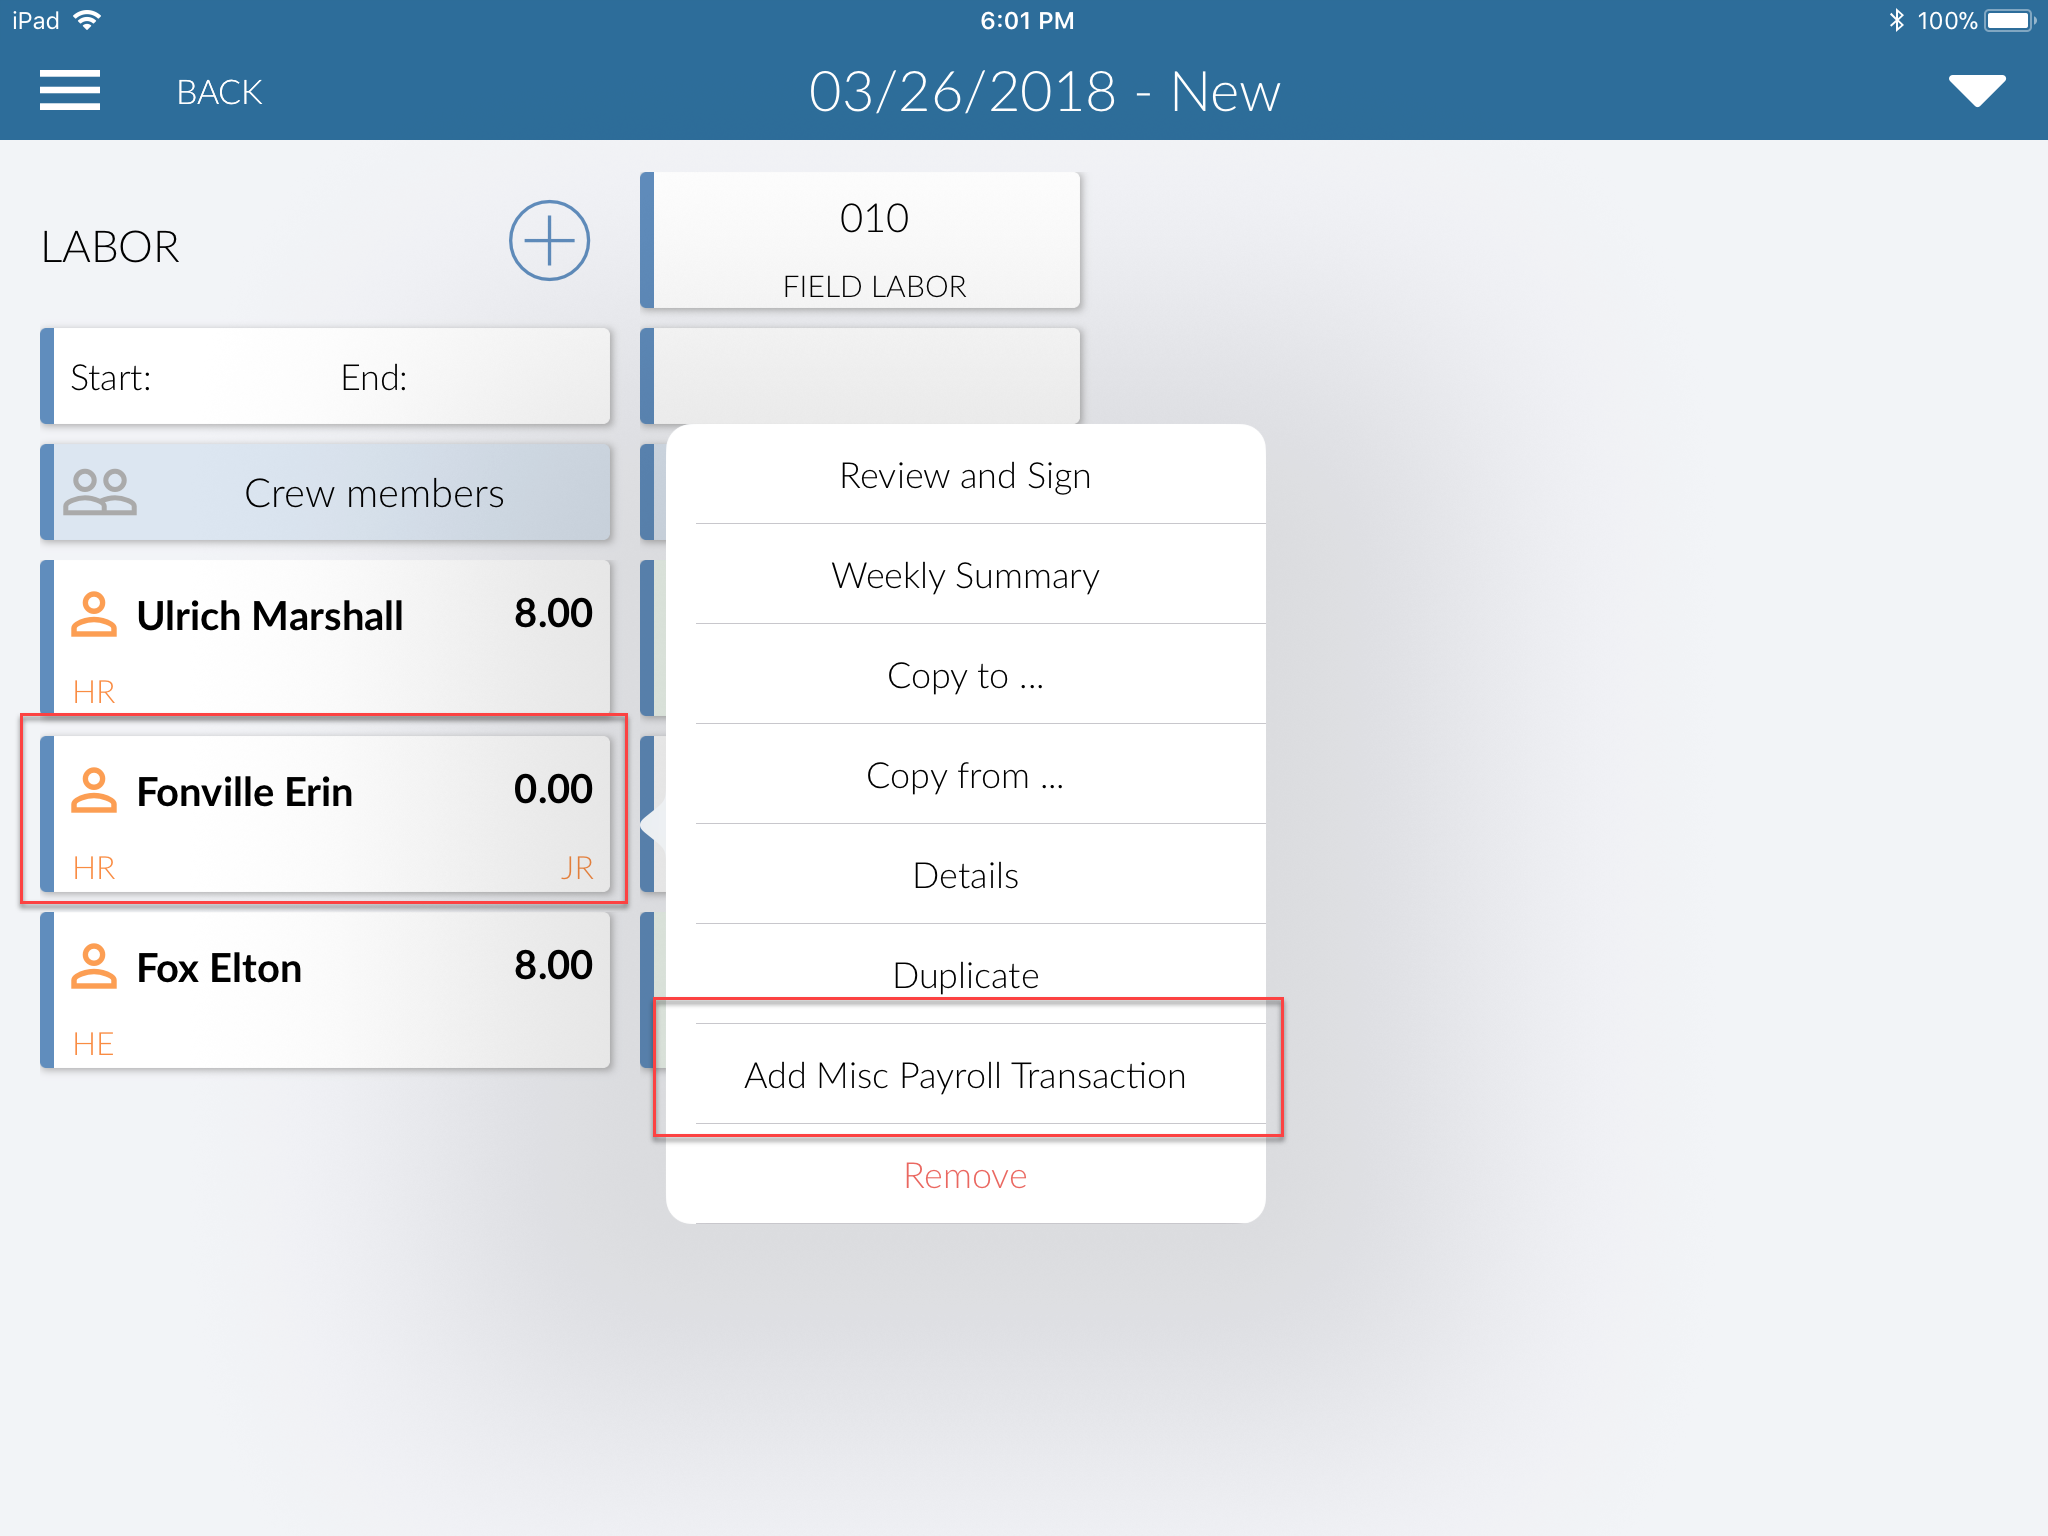 iPad
6:01 PM
100%
BACK
03/26/2018 - New
LABOR
010
FIELD LABOR
Start:
End:
Crew members
Ulrich Marshall
8.00
HR
Fonville Erin
0.00
HR
JR
Fox Elton
8.00
HE
Review and Sign
Weekly Summary
Copy to ...
Copy from ...
Details
Duplicate
Add Misc Payroll Transaction
Remove